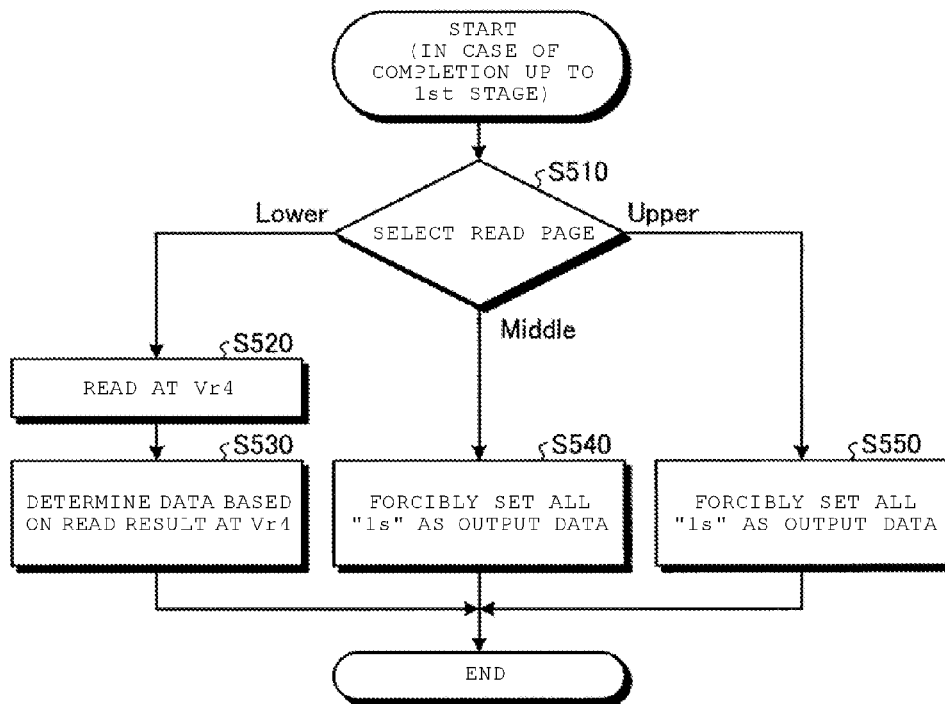 START
(IN CASE OF
COMPLETION UP TO
1st STAGE)
S510
Lower
Upper
SELECT READ PAGE
Middle
S520
READ AT Vr4
S530
S540
S550
DETERMINE DATA BASED
ON READ RESULT AT Vr4
FORCIBLY SET ALL
"1s" AS OUTPUT DATA
FORCIBLY SET ALL
"1s" AS OUTPUT DATA
END